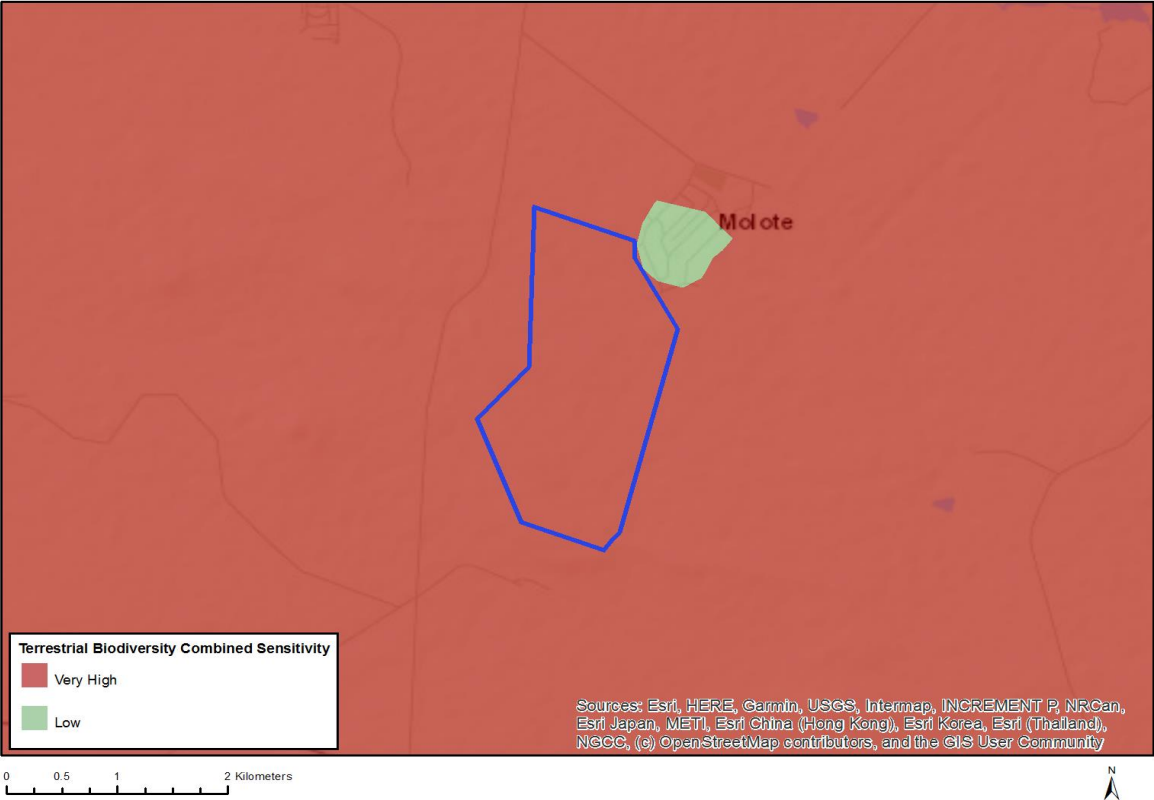 Molote
Terrestrial Biodiversity Combined Sensitivity
Very High
Low
Sources: Esri, HERE, Garmin, USGS, Intermap, INCREMENT P, NRCan,
Esri Japan, METI, Esri China (Hong Kong), Esri Korea, Esri (Thailand),
NGCC, (c) OpenStreetMap contributors, and the GIS User Community
0 0.5 1 2 Kilometers
N